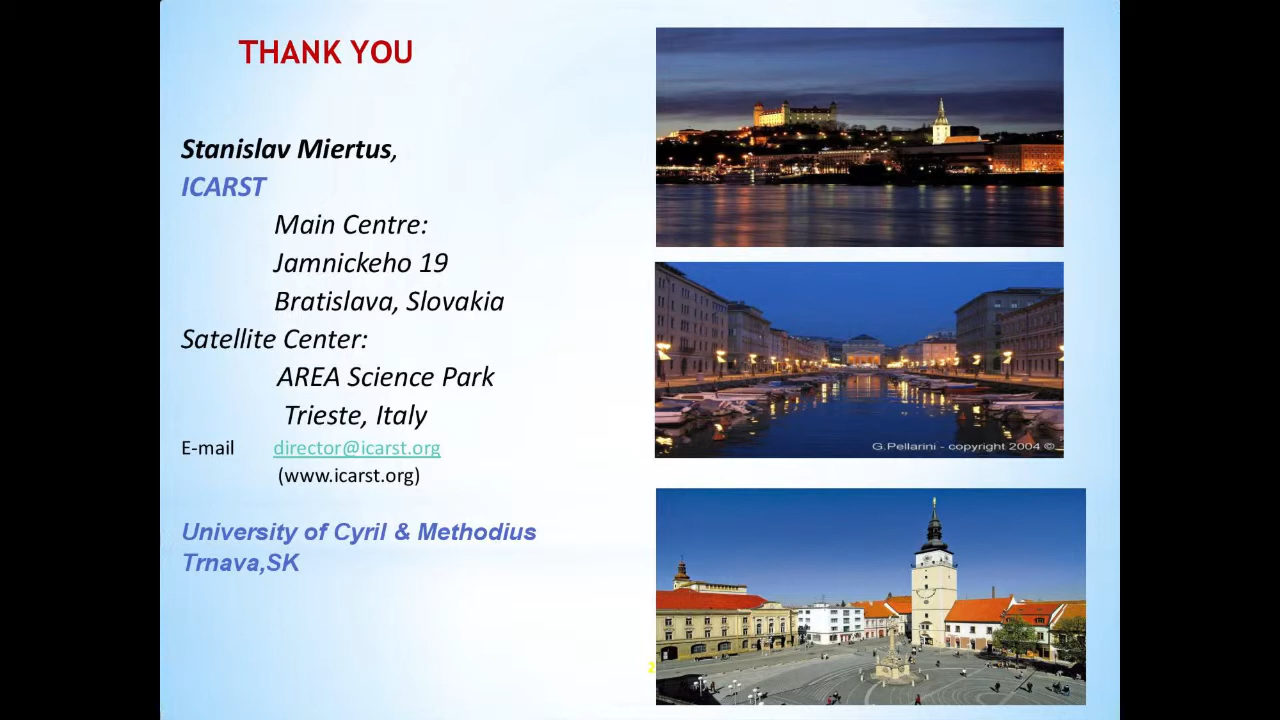 THANK YOU
Stanislav Miertus,
ICARST
Main Centre:
Jamnickeho 19
Bratislava, Slovakia
Satellite Center:
AREA Science Park
Trieste, Italy
E-mail director@icarst.org
(www.icarst.org)
University of Cyril & Methodius
Trnava,SK
G.Pellarini - copyright 2004 ©